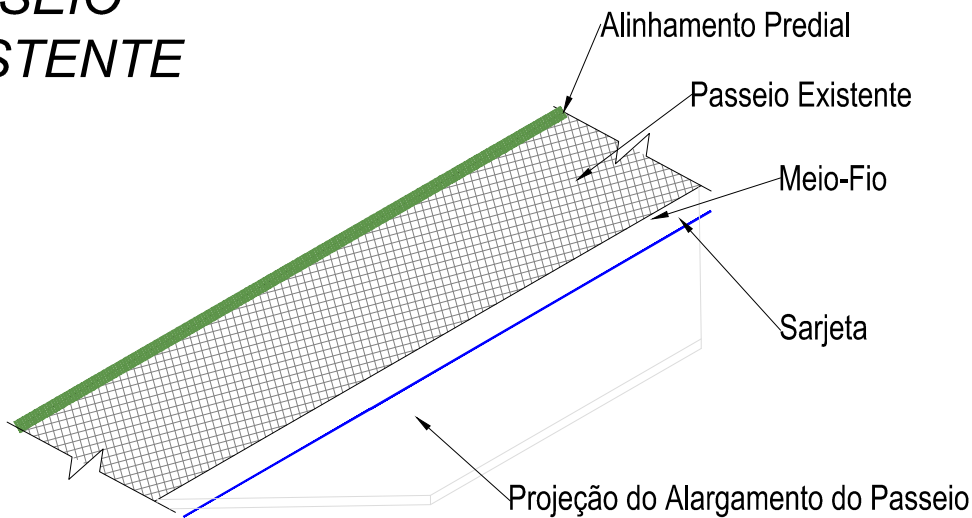 STENTE
Alinhamento Predial
Passeio Existente
Meio-Fio
Sarjeta
Projeção do Alargamento do Passeio